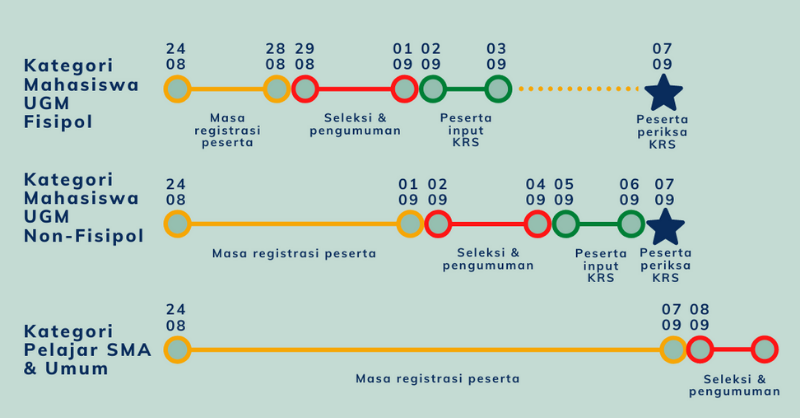 24 28 29 01 02 03 07
08 08 08 09 09 09 09
Kategori
Mahasiswa
UGM
Fisipol
Masa
registrasi
peserta
Seleksi &
pengumuman
Peserta
input
KRS
Peserta
periksa
KRS
Kategori
Mahasiswa
UGM
Non-Fisipol
24 01 02 04 05 06 07
08 09 09 09 09 09 09
Masa registrasi peserta
Seleksi &
pengumuman
Peserta
input
KRS
Peserta
periksa
KRS
24 07 08
08 09 09
Kategori
Pelajar SMA
& Umum
Masa registrasi peserta
Seleksi &
pengumuman